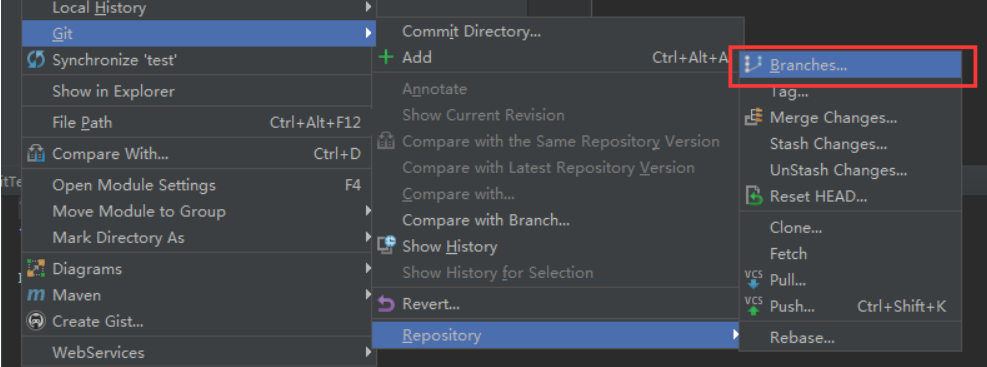 Local History
Git
Synchronize 'test'
Show in Explorer
File Path Ctrl+Alt+F12
Compare With... Ctrl+D
Open Module Settings F4
Move Module to Group
Mark Directory As
Diagrams
Maven
Create Gist...
WebServices
Commit Directory...
Add Ctrl+Alt+A
Annotate
Show Current Revision
Compare with the Same Repository Version
Compare with Latest Repository Version
Compare with...
Compare with Branch...
Show History
Show History for Selection
Revert...
Repository
Branches...
Tag...
Merge Changes...
Stash Changes...
UnStash Changes...
Reset HEAD...
Clone...
Fetch
VCS Pull...
VCS Push... Ctrl+Shift+K
Rebase...